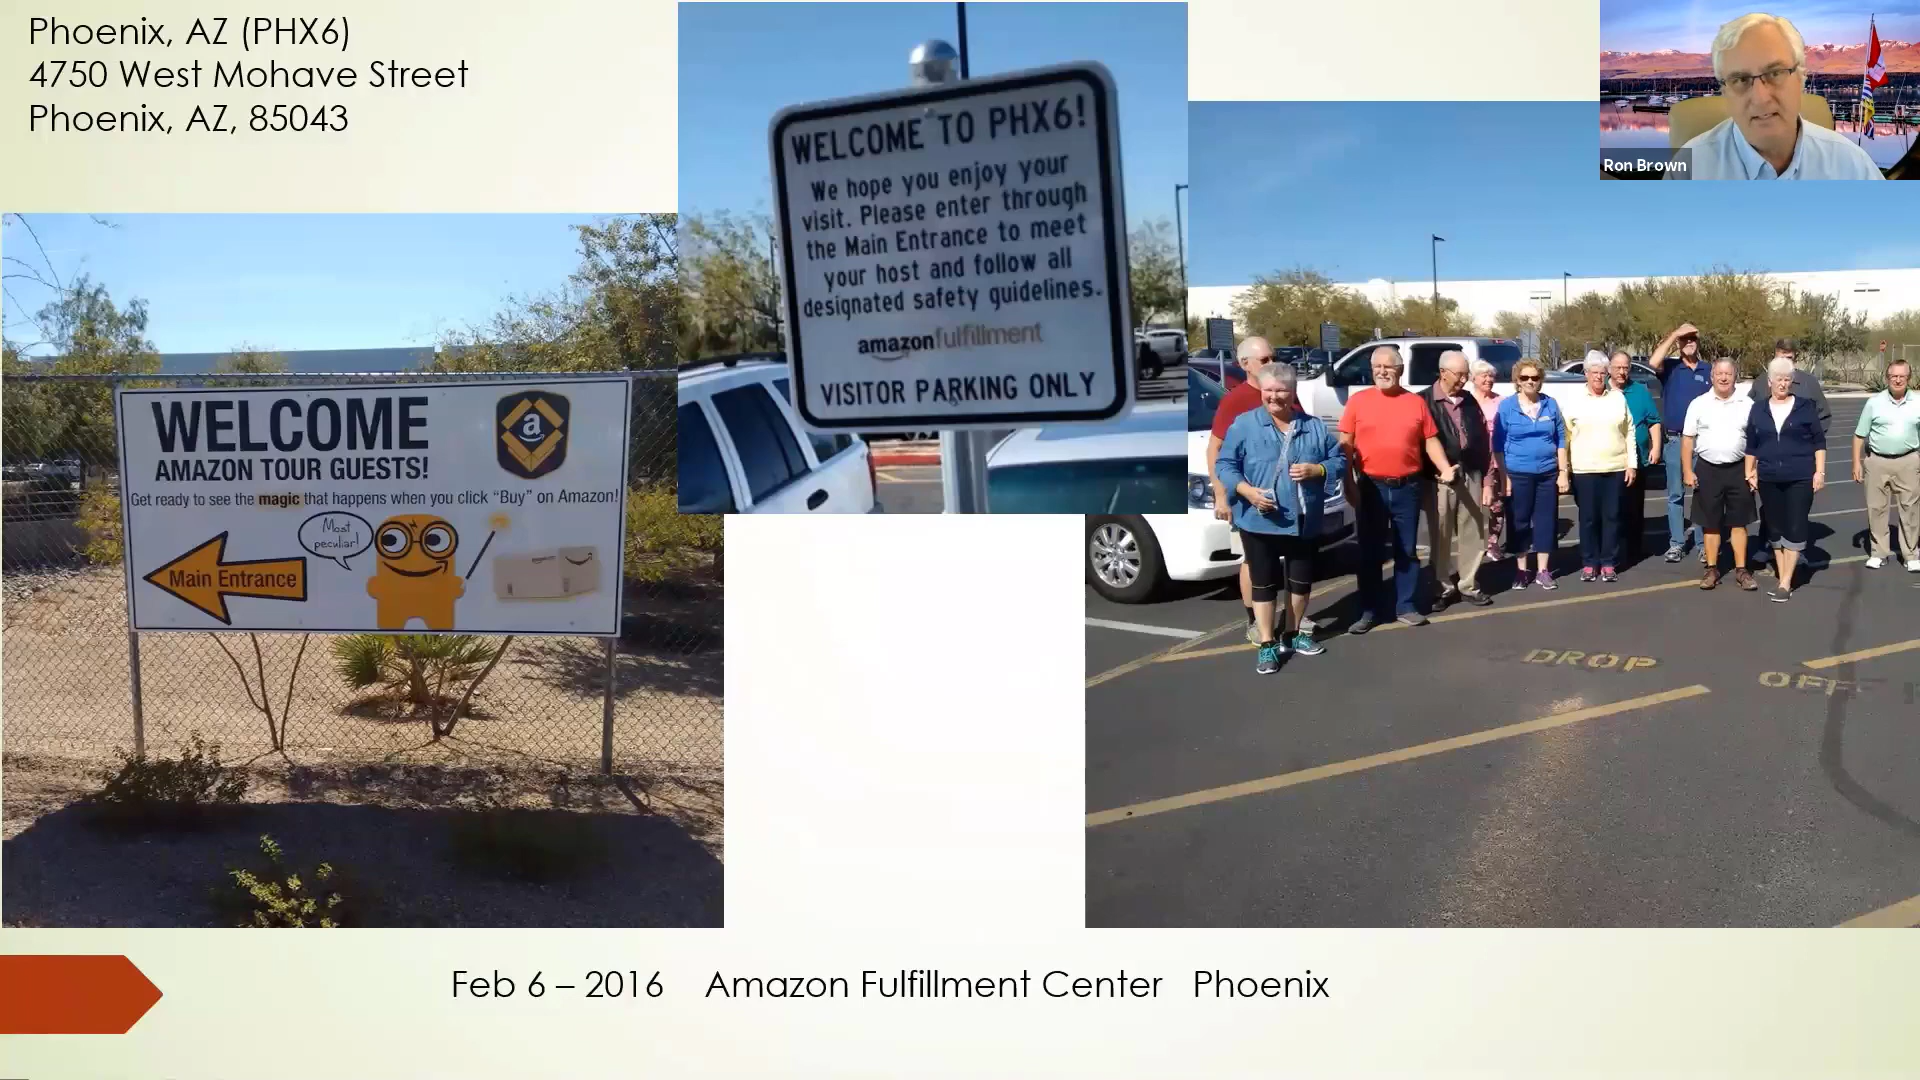 Phoenix, AZ (PHX6)
4750 West Mohave Street
Phoenix, AZ, 85043
WELCOME TO PHX6!
We hope you enjoy your
visit. Please enter through
the Main Entrance to meet
your host and follow all
designated safety guidelines.
amazonfulfillment
VISITOR PARKING ONLY
Ron Brown
WELCOME
AMAZON TOUR GUESTS!
a
Get ready to see the magic that happens when you click “Buy” on Amazon!
Most
peculiar!
Main Entrance
DROP
OFF
Feb 6 – 2016 Amazon Fulfillment Center Phoenix